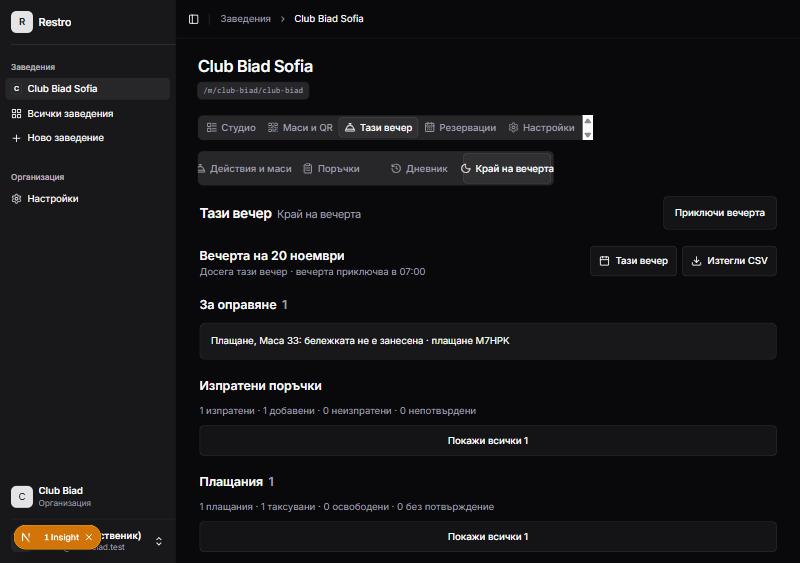 R Restro
Заведения
C Club Biad Sofia
Всички заведения
Ново заведение
Организация
Настройки
C Club Biad
Организация
1 Insight
ственик)
.test
Заведения
Club Biad Sofia
Club Biad Sofia
/m/club-biad/club-biad
Студио
Маси и QR
Тази вечер
Резервации
Настройки
Действия и маси
Поръчки
Дневник
Край на вечерта
Тази вечер Край на вечерта
Приключи вечерта
Вечерта на 20 ноември
Досега тази вечер · вечерта приключва в 07:00
Тази вечер
Изтегли CSV
За оправяне 1
Плащане, Маса 33: бележката не е занесена · плащане M7HPK
Изпратени поръчки
1 изпратени · 1 добавени · 0 неизпратени · 0 непотвърдени
Покажи всички 1
Плащания 1
1 плащания · 1 таксувани · 0 освободени · 0 без потвърждение
Покажи всички 1